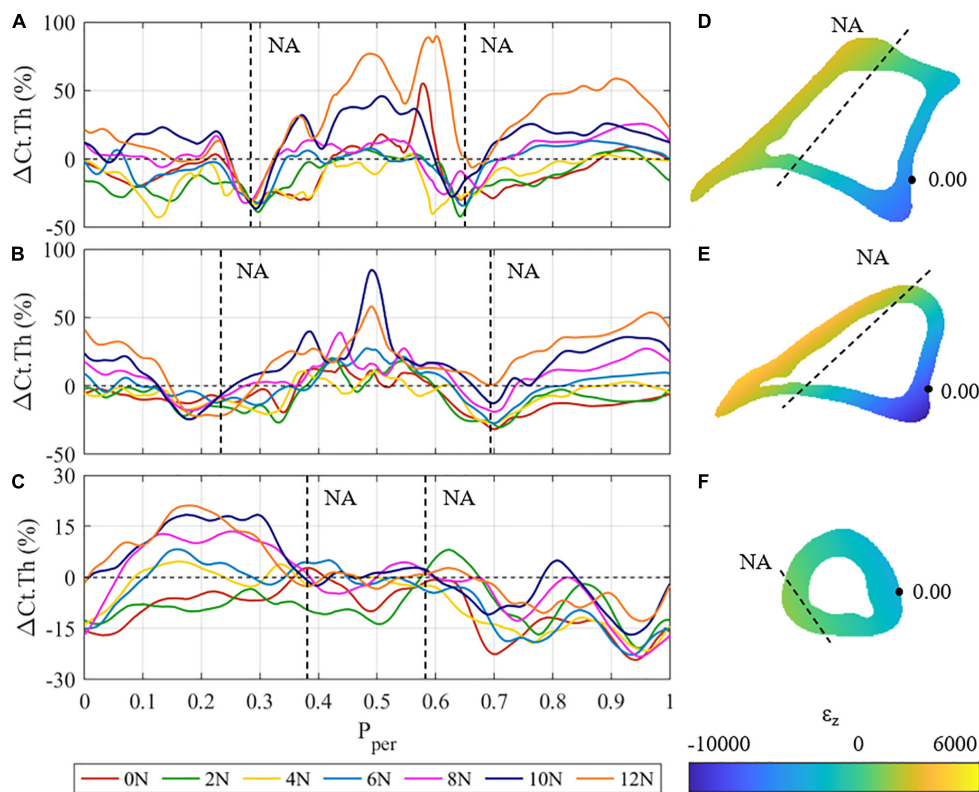 A
ΔCt.Th (%)
100
50
0
-50
NA
NA
B
ΔCt.Th (%)
100
50
0
-50
NA
NA
C
ΔCt.Th (%)
30
15
0
-15
-30
NA
NA
0 0.1 0.2 0.3 0.4 0.5 0.6 0.7 0.8 0.9 1
Pper
0N 2N 4N 6N 8N 10N 12N
D
NA
0.00
E
NA
0.00
F
NA
0.00
εz
-10000 0 6000